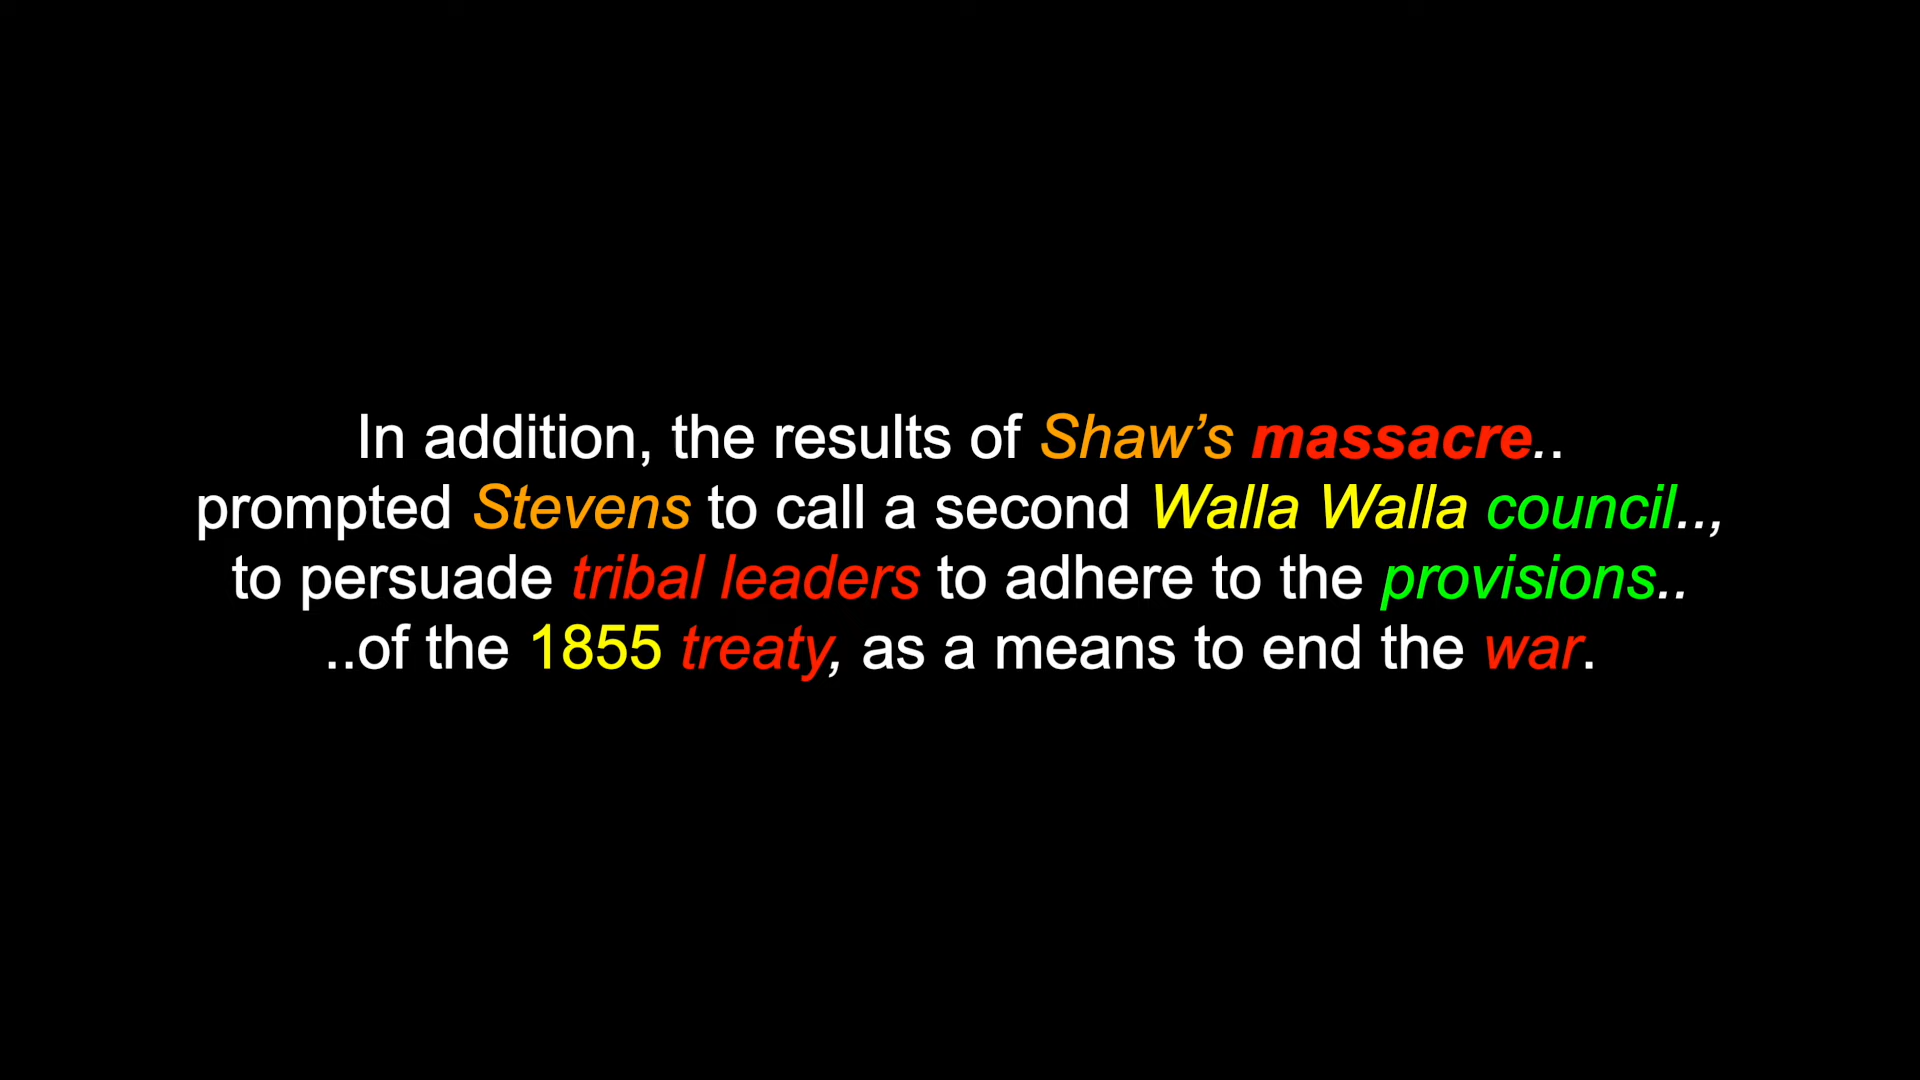 In addition, the results of Shaw’s massacre..
prompted Stevens to call a second Walla Walla council..,
to persuade tribal leaders to adhere to the provisions..
..of the 1855 treaty, as a means to end the war.